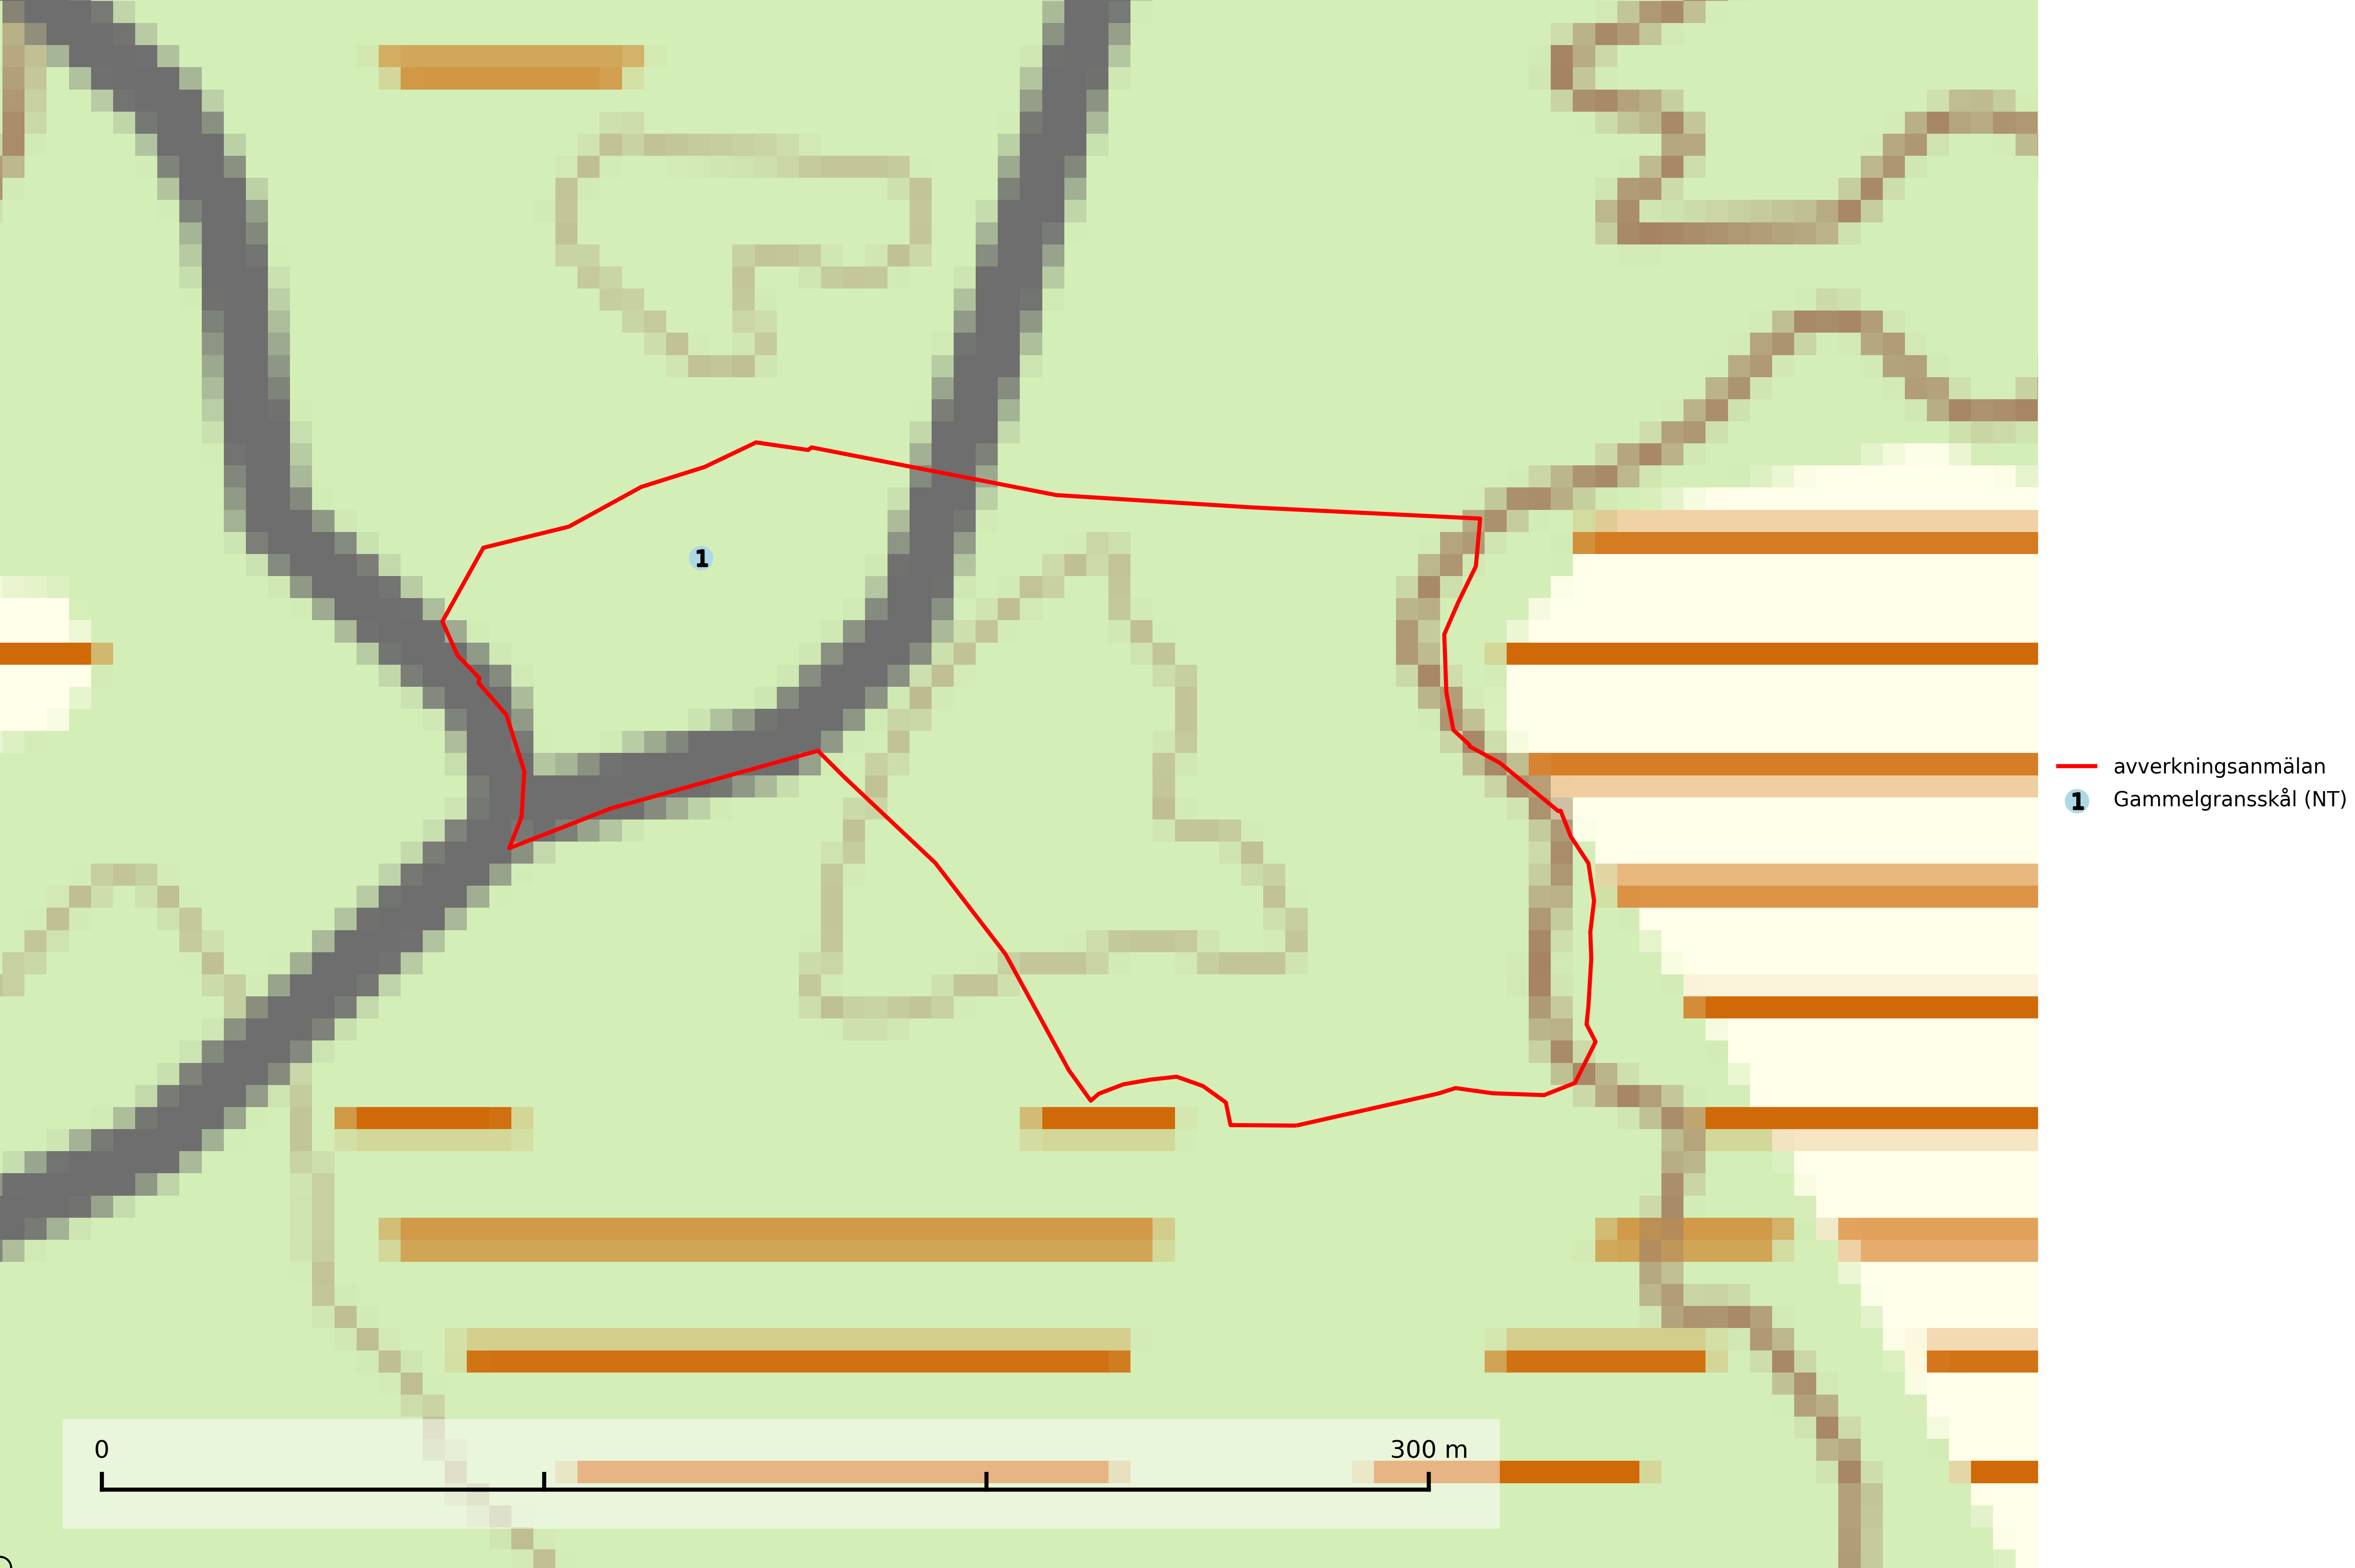 1
avverkningsanmälan
1 Gammelgransskål (NT)
0 300 m